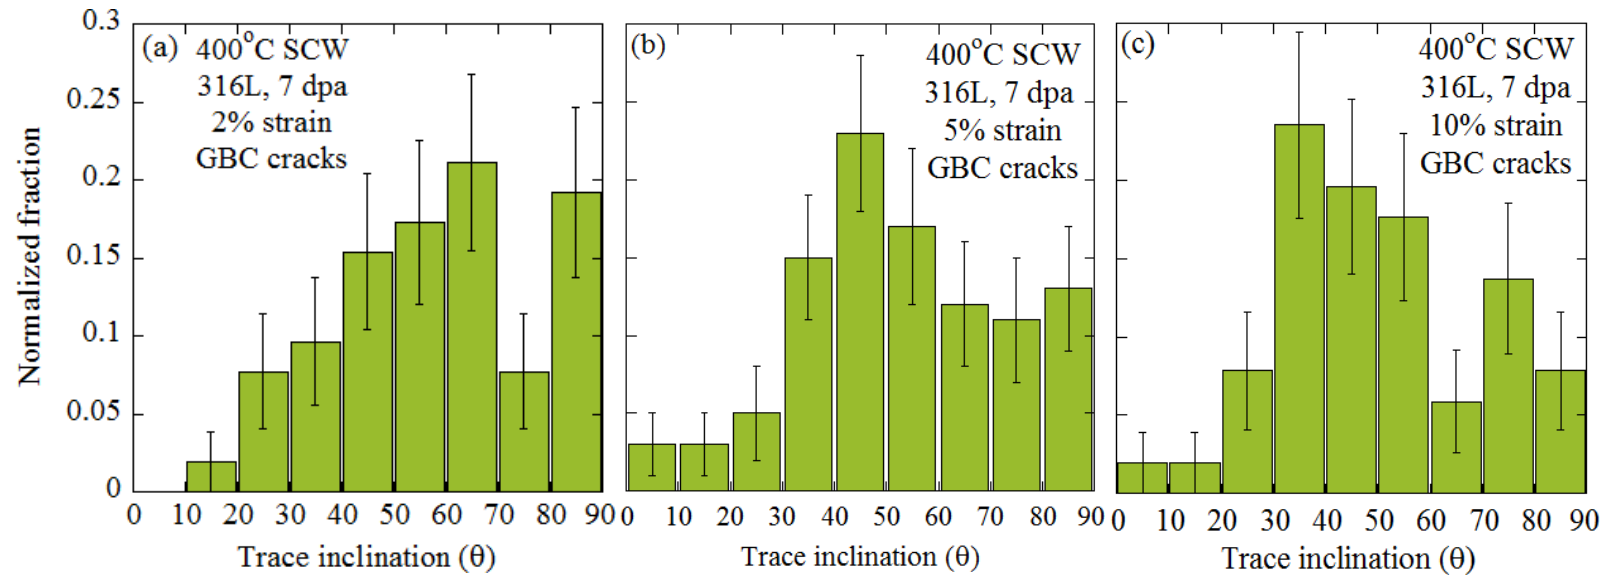 Normalized fraction
0.3
0.25
0.2
0.15
0.1
0.05
0
(a)
400°C SCW
316L, 7 dpa
2% strain
GBC cracks
0 10 20 30 40 50 60 70 80 90
Trace inclination (θ)
(b)
400°C SCW
316L, 7 dpa
5% strain
GBC cracks
0 10 20 30 40 50 60 70 80 90
Trace inclination (θ)
(c)
400°C SCW
316L, 7 dpa
10% strain
GBC cracks
0 10 20 30 40 50 60 70 80 90
Trace inclination (θ)